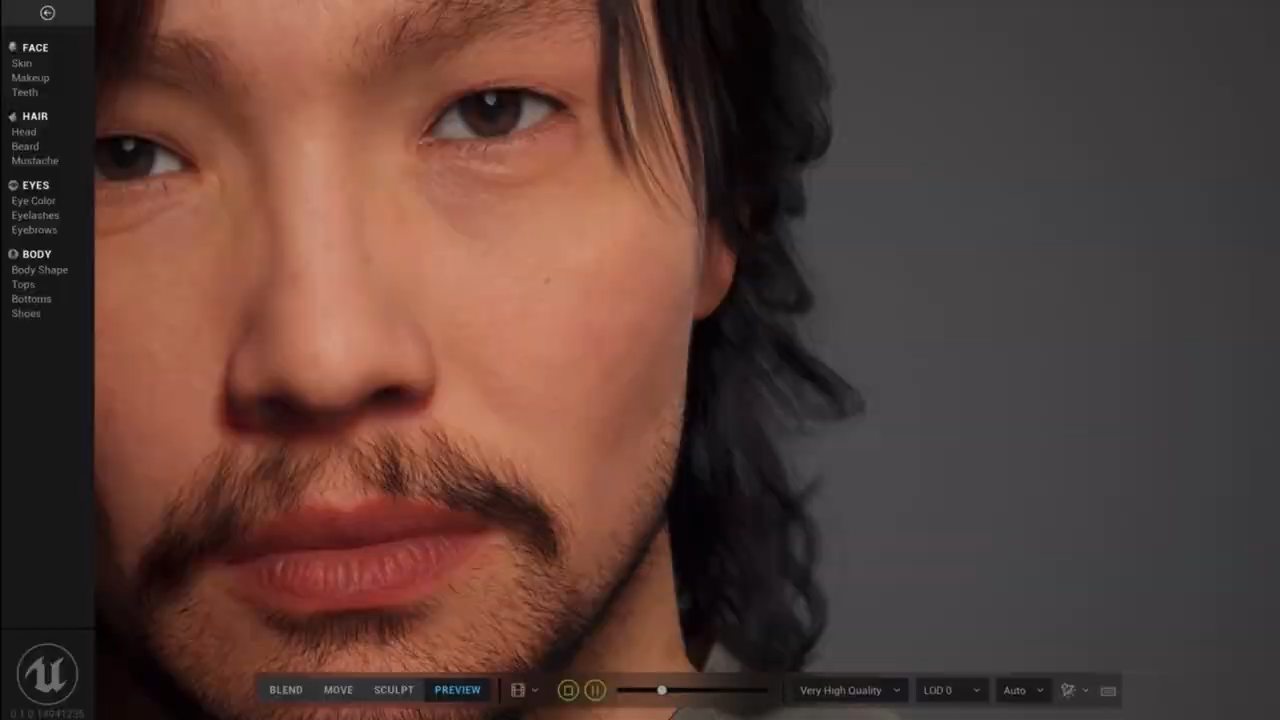 FACE
Skin
Makeup
Teeth
HAIR
Head
Beard
Mustache
EYES
Eye Color
Eyelashes
Eyebrows
BODY
Body Shape
Tops
Bottoms
Shoes
BLEND MOVE SCULPT PREVIEW Very High Quality LOD 0 Auto